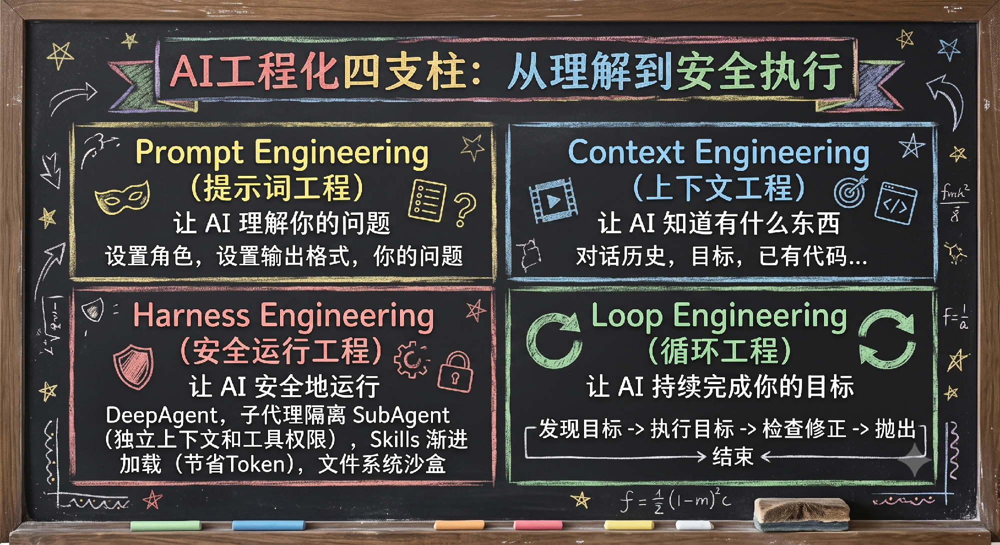 AI工程化四支柱：从理解到安全执行
Prompt Engineering
（提示词工程）
让 AI 理解你的问题
设置角色，设置输出格式，你的问题
Context Engineering
（上下文工程）
让 AI 知道有什么东西
对话历史，目标，已有代码...
Harness Engineering
（安全运行工程）
让 AI 安全地运行
DeepAgent，子代理隔离 SubAgent
（独立上下文和工具权限），Skills 渐进
加载（节省Token），文件系统沙盒
Loop Engineering
（循环工程）
让 AI 持续完成你的目标
发现目标 -> 执行目标 -> 检查修正 -> 抛出
结束
</>
f=1/a
f = 1/2 (1-m)²c